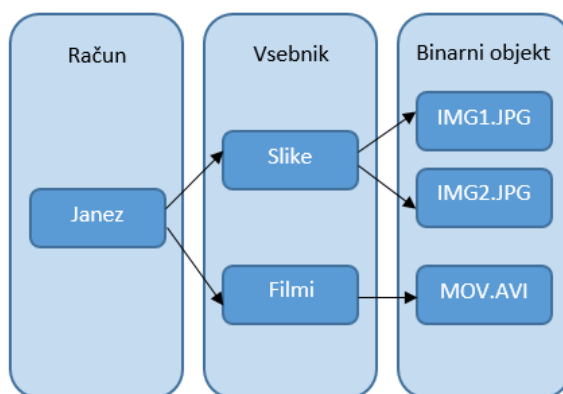 Račun
Vsebnik
Binarni objekt
Janez
Slike
Filmi
IMG1.JPG
IMG2.JPG
MOV.AVI